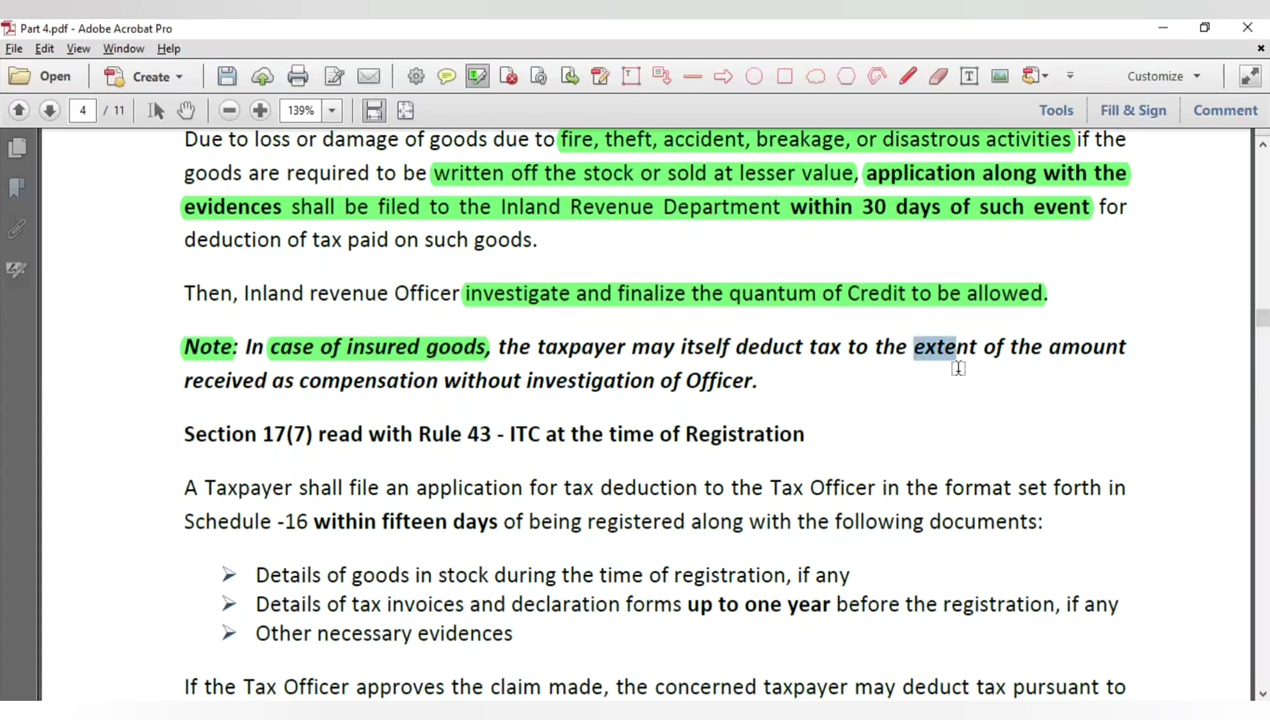 Part 4.pdf - Adobe Acrobat Pro
File Edit View Window Help
Open Create Customize
4 / 11 139% Tools Fill & Sign Comment
Due to loss or damage of goods due to fire, theft, accident, breakage, or disastrous activities if the
goods are required to be written off the stock or sold at lesser value, application along with the
evidences shall be filed to the Inland Revenue Department within 30 days of such event for
deduction of tax paid on such goods.
Then, Inland revenue Officer investigate and finalize the quantum of Credit to be allowed.
Note: In case of insured goods, the taxpayer may itself deduct tax to the extent of the amount
received as compensation without investigation of Officer.
Section 17(7) read with Rule 43 - ITC at the time of Registration
A Taxpayer shall file an application for tax deduction to the Tax Officer in the format set forth in
Schedule -16 within fifteen days of being registered along with the following documents:
Details of goods in stock during the time of registration, if any
Details of tax invoices and declaration forms up to one year before the registration, if any
Other necessary evidences
If the Tax Officer approves the claim made, the concerned taxpayer may deduct tax pursuant to